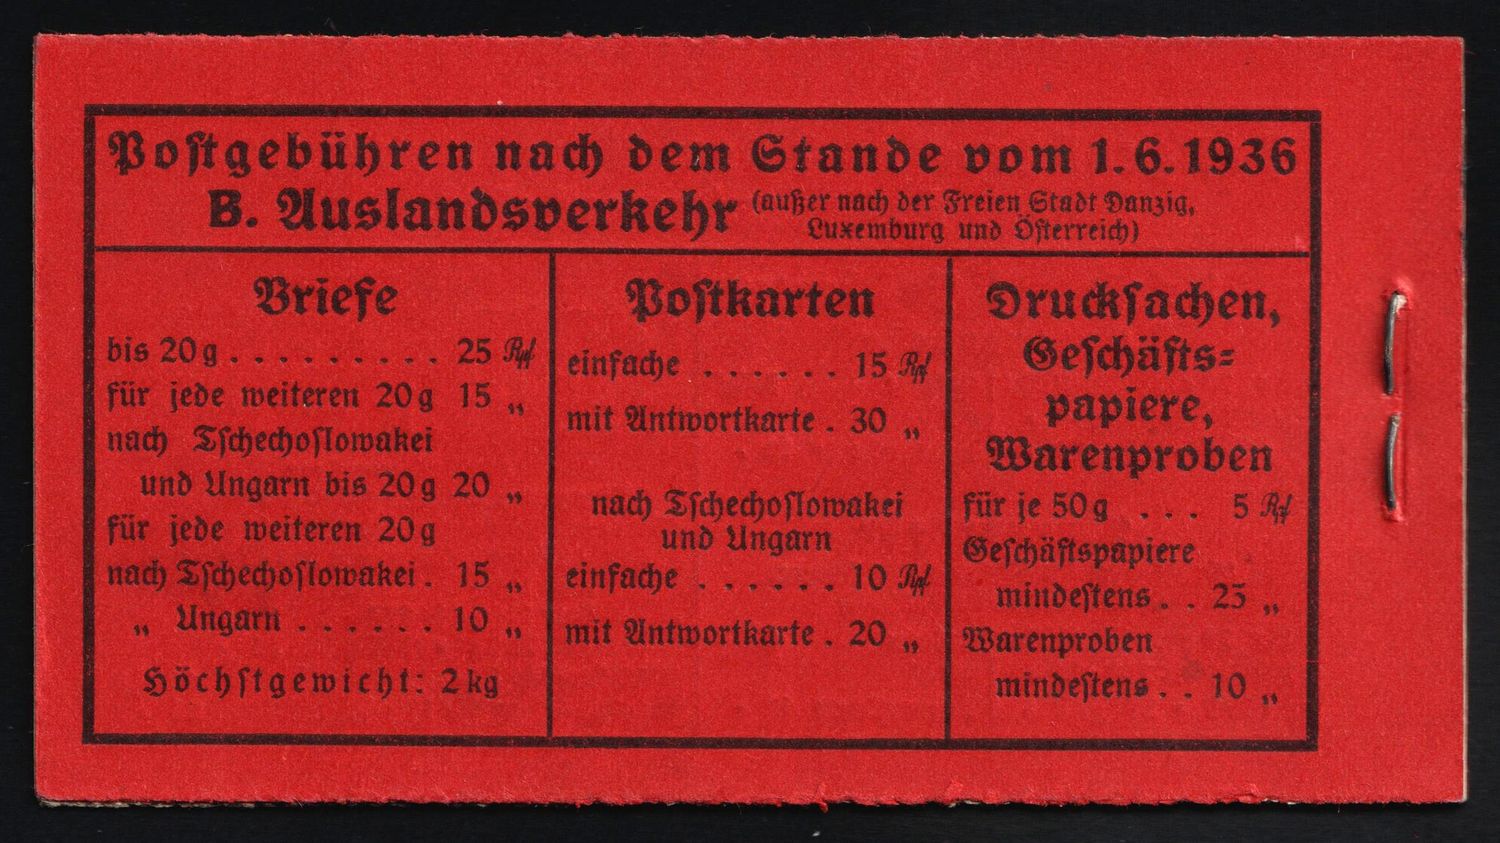 Postgebühren nach dem Stande vom 1. 6. 1936
B. Auslandsverkehr (außer nach der Freien Stadt Danzig,
Luxemburg und Österreich)
Briefe
bis 20 g . . . . . . . . . . 25 Rpf
für jede weiteren 20 g 15 „
nach Tschechoslowakei
und Ungarn bis 20 g 20 „
für jede weiteren 20 g
nach Tschechoslowakei . 15 „
„ Ungarn . . . . . . 10 „
Höchstgewicht: 2 kg
Postkarten
einfache . . . . . . 15 Rpf
mit Antwortkarte . 30 „
nach Tschechoslowakei
und Ungarn
einfache . . . . . . 10 Rpf
mit Antwortkarte . 20 „
Drucksachen,
Geschäfts-
papiere,
Warenproben
für je 50 g . . . 5 Rpf
Geschäftspapiere
mindestens . . 25 „
Warenproben
mindestens . . 10 „